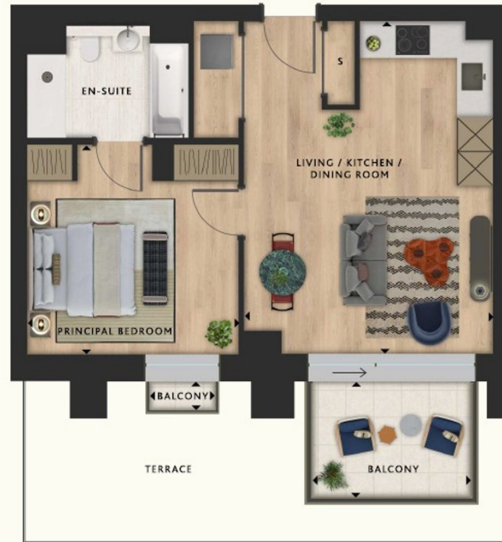 EN-SUITE
S
LIVING / KITCHEN /
DINING ROOM
PRINCIPAL BEDROOM
BALCONY
TERRACE
BALCONY